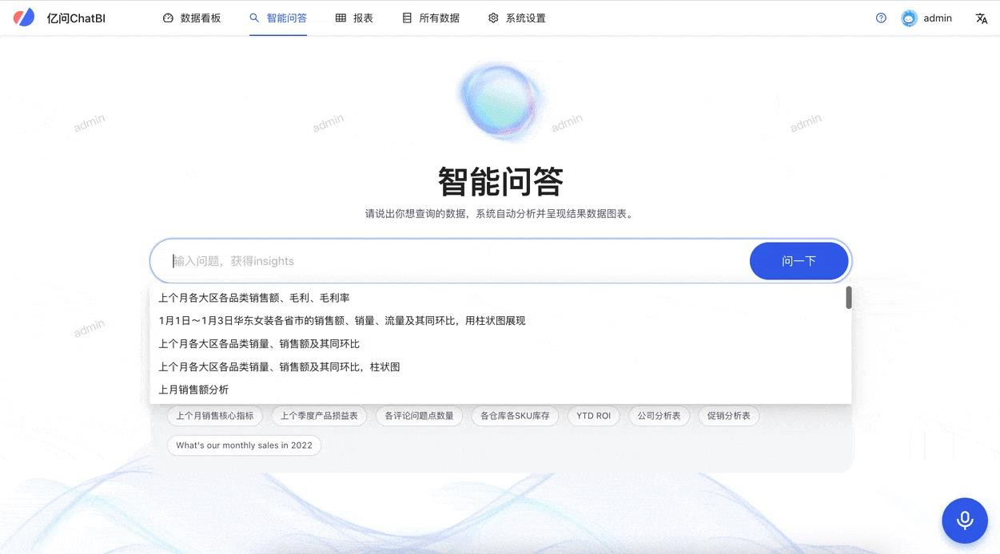 亿问ChatBI 数据看板 智能问答 报表 所有数据 系统设置 admin
admin admin admin admin
智能问答
请说出你想查询的数据，系统自动分析并呈现结果数据图表。
输入问题，获得insights 问一下
上个月各大区各品类销售额、毛利、毛利率
1月1日～1月3日华东女装各省市的销售额、销量、流量及其同环比，用柱状图展现
admin
上个月各大区各品类销量、销售额及其同环比
上个月各大区各品类销量、销售额及其同环比，柱状图
上月销售额分析
上个月销售核心指标 上个季度产品损益表 各评论问题点数量 各仓库各SKU库存 YTD ROI 公司分析表 促销分析表
What's our monthly sales in 2022